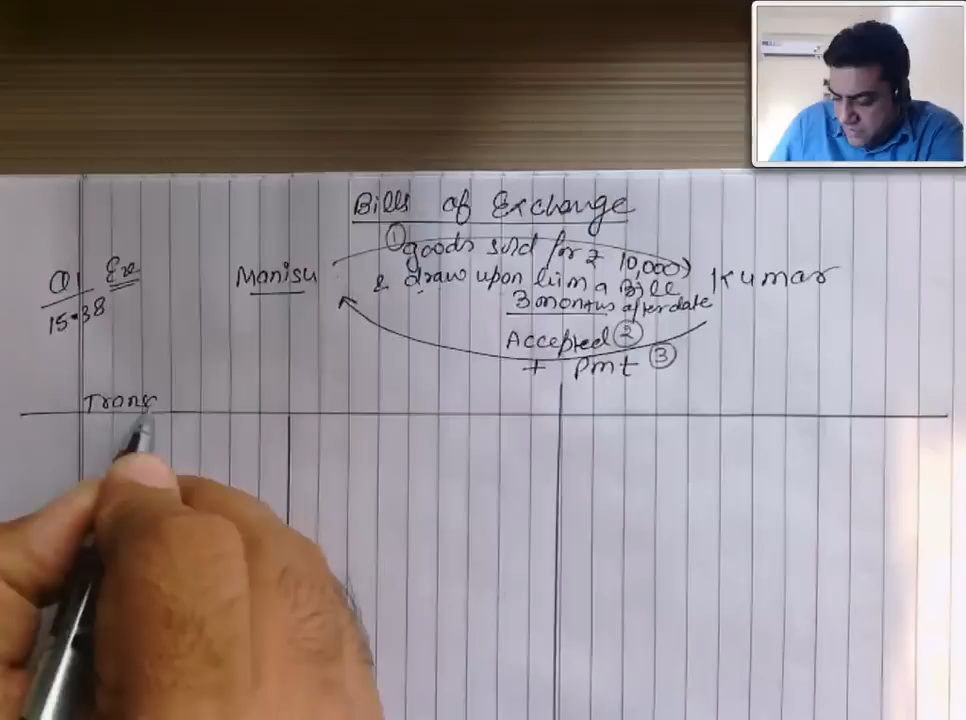 Bills of Exchange
Q1 Ex
15.38
Manish
① goods sold for ₹ 10,000
& draw upon him a Bill
3 months after date
Kumar
Accepted ②
+ Pmt ③
Trans